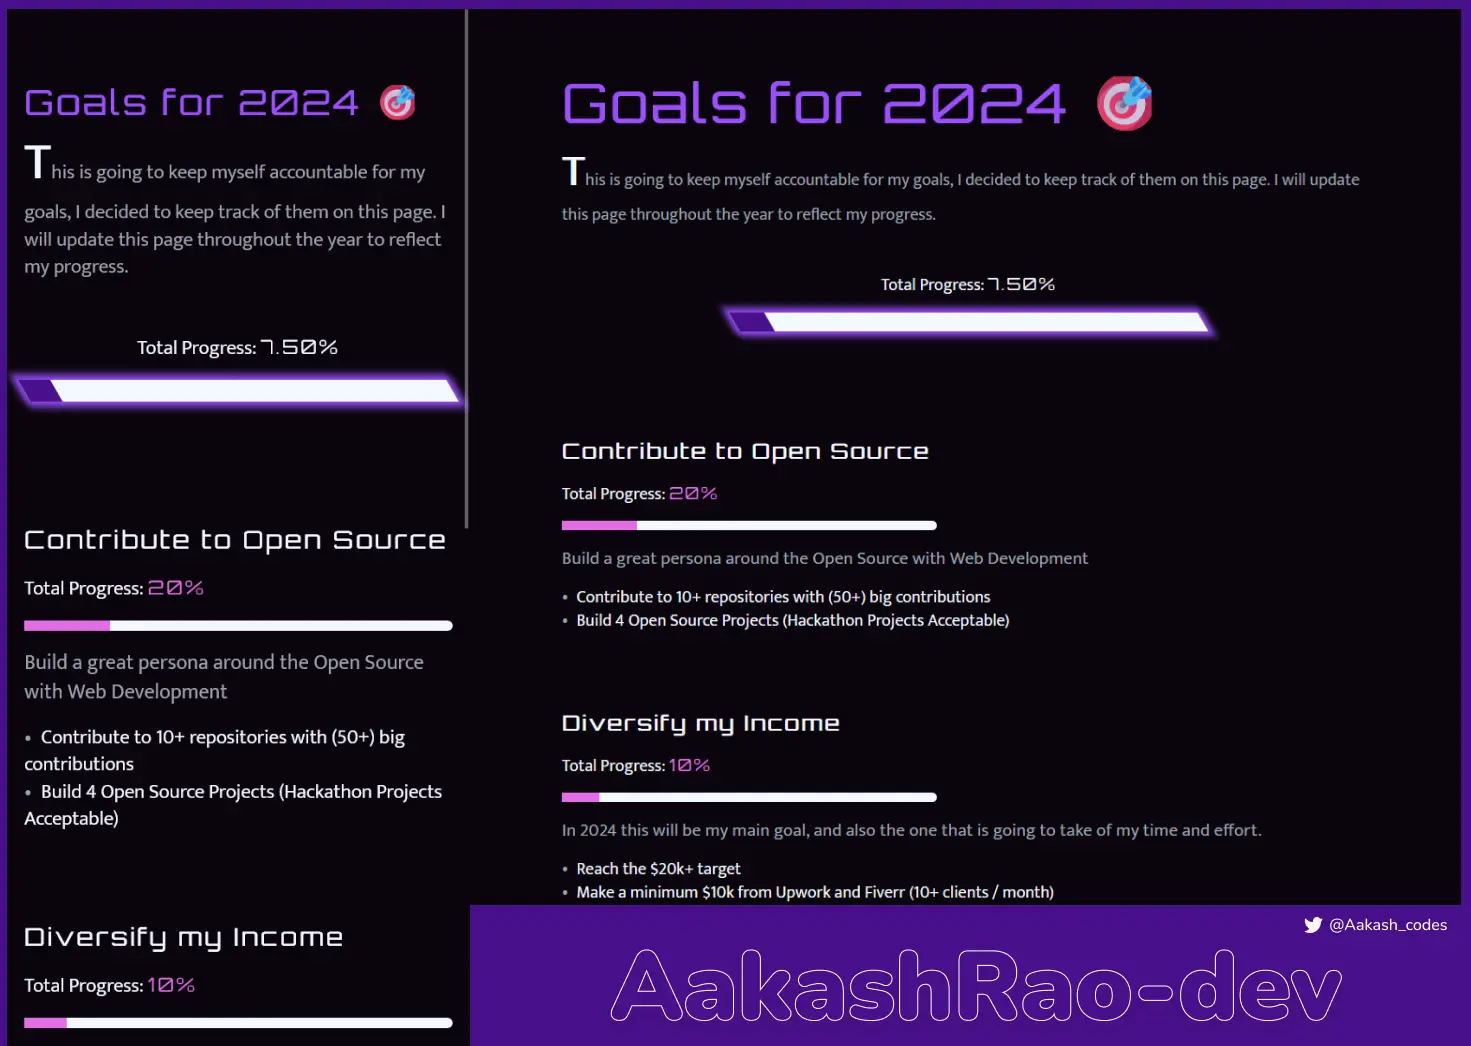 Goals for 2024
This is going to keep myself accountable for my
goals, I decided to keep track of them on this page. I
will update this page throughout the year to reflect
my progress.
Total Progress: 7.50%
Contribute to Open Source
Total Progress: 20%
Build a great persona around the Open Source
with Web Development
• Contribute to 10+ repositories with (50+) big
contributions
• Build 4 Open Source Projects (Hackathon Projects
Acceptable)
Diversify my Income
Total Progress: 10%
Goals for 2024
This is going to keep myself accountable for my goals, I decided to keep track of them on this page. I will update
this page throughout the year to reflect my progress.
Total Progress: 7.50%
Contribute to Open Source
Total Progress: 20%
Build a great persona around the Open Source with Web Development
• Contribute to 10+ repositories with (50+) big contributions
• Build 4 Open Source Projects (Hackathon Projects Acceptable)
Diversify my Income
Total Progress: 10%
In 2024 this will be my main goal, and also the one that is going to take of my time and effort.
• Reach the $20k+ target
• Make a minimum $10k from Upwork and Fiverr (10+ clients / month)
@Aakash_codes
AakashRao-dev